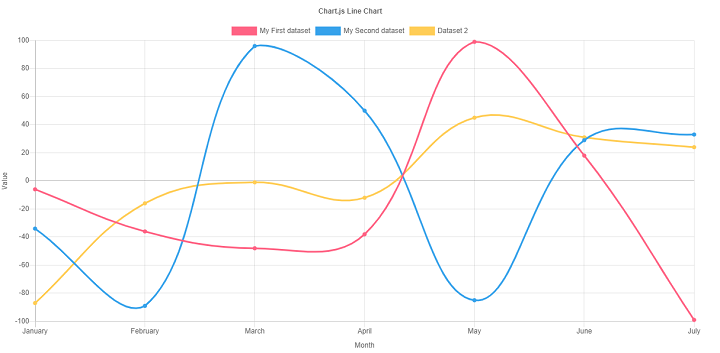 Chart.js Line Chart
My First dataset My Second dataset Dataset 2
100
80
60
40
20
0
-20
-40
-60
-80
-100
Value
January February March April May June July
Month